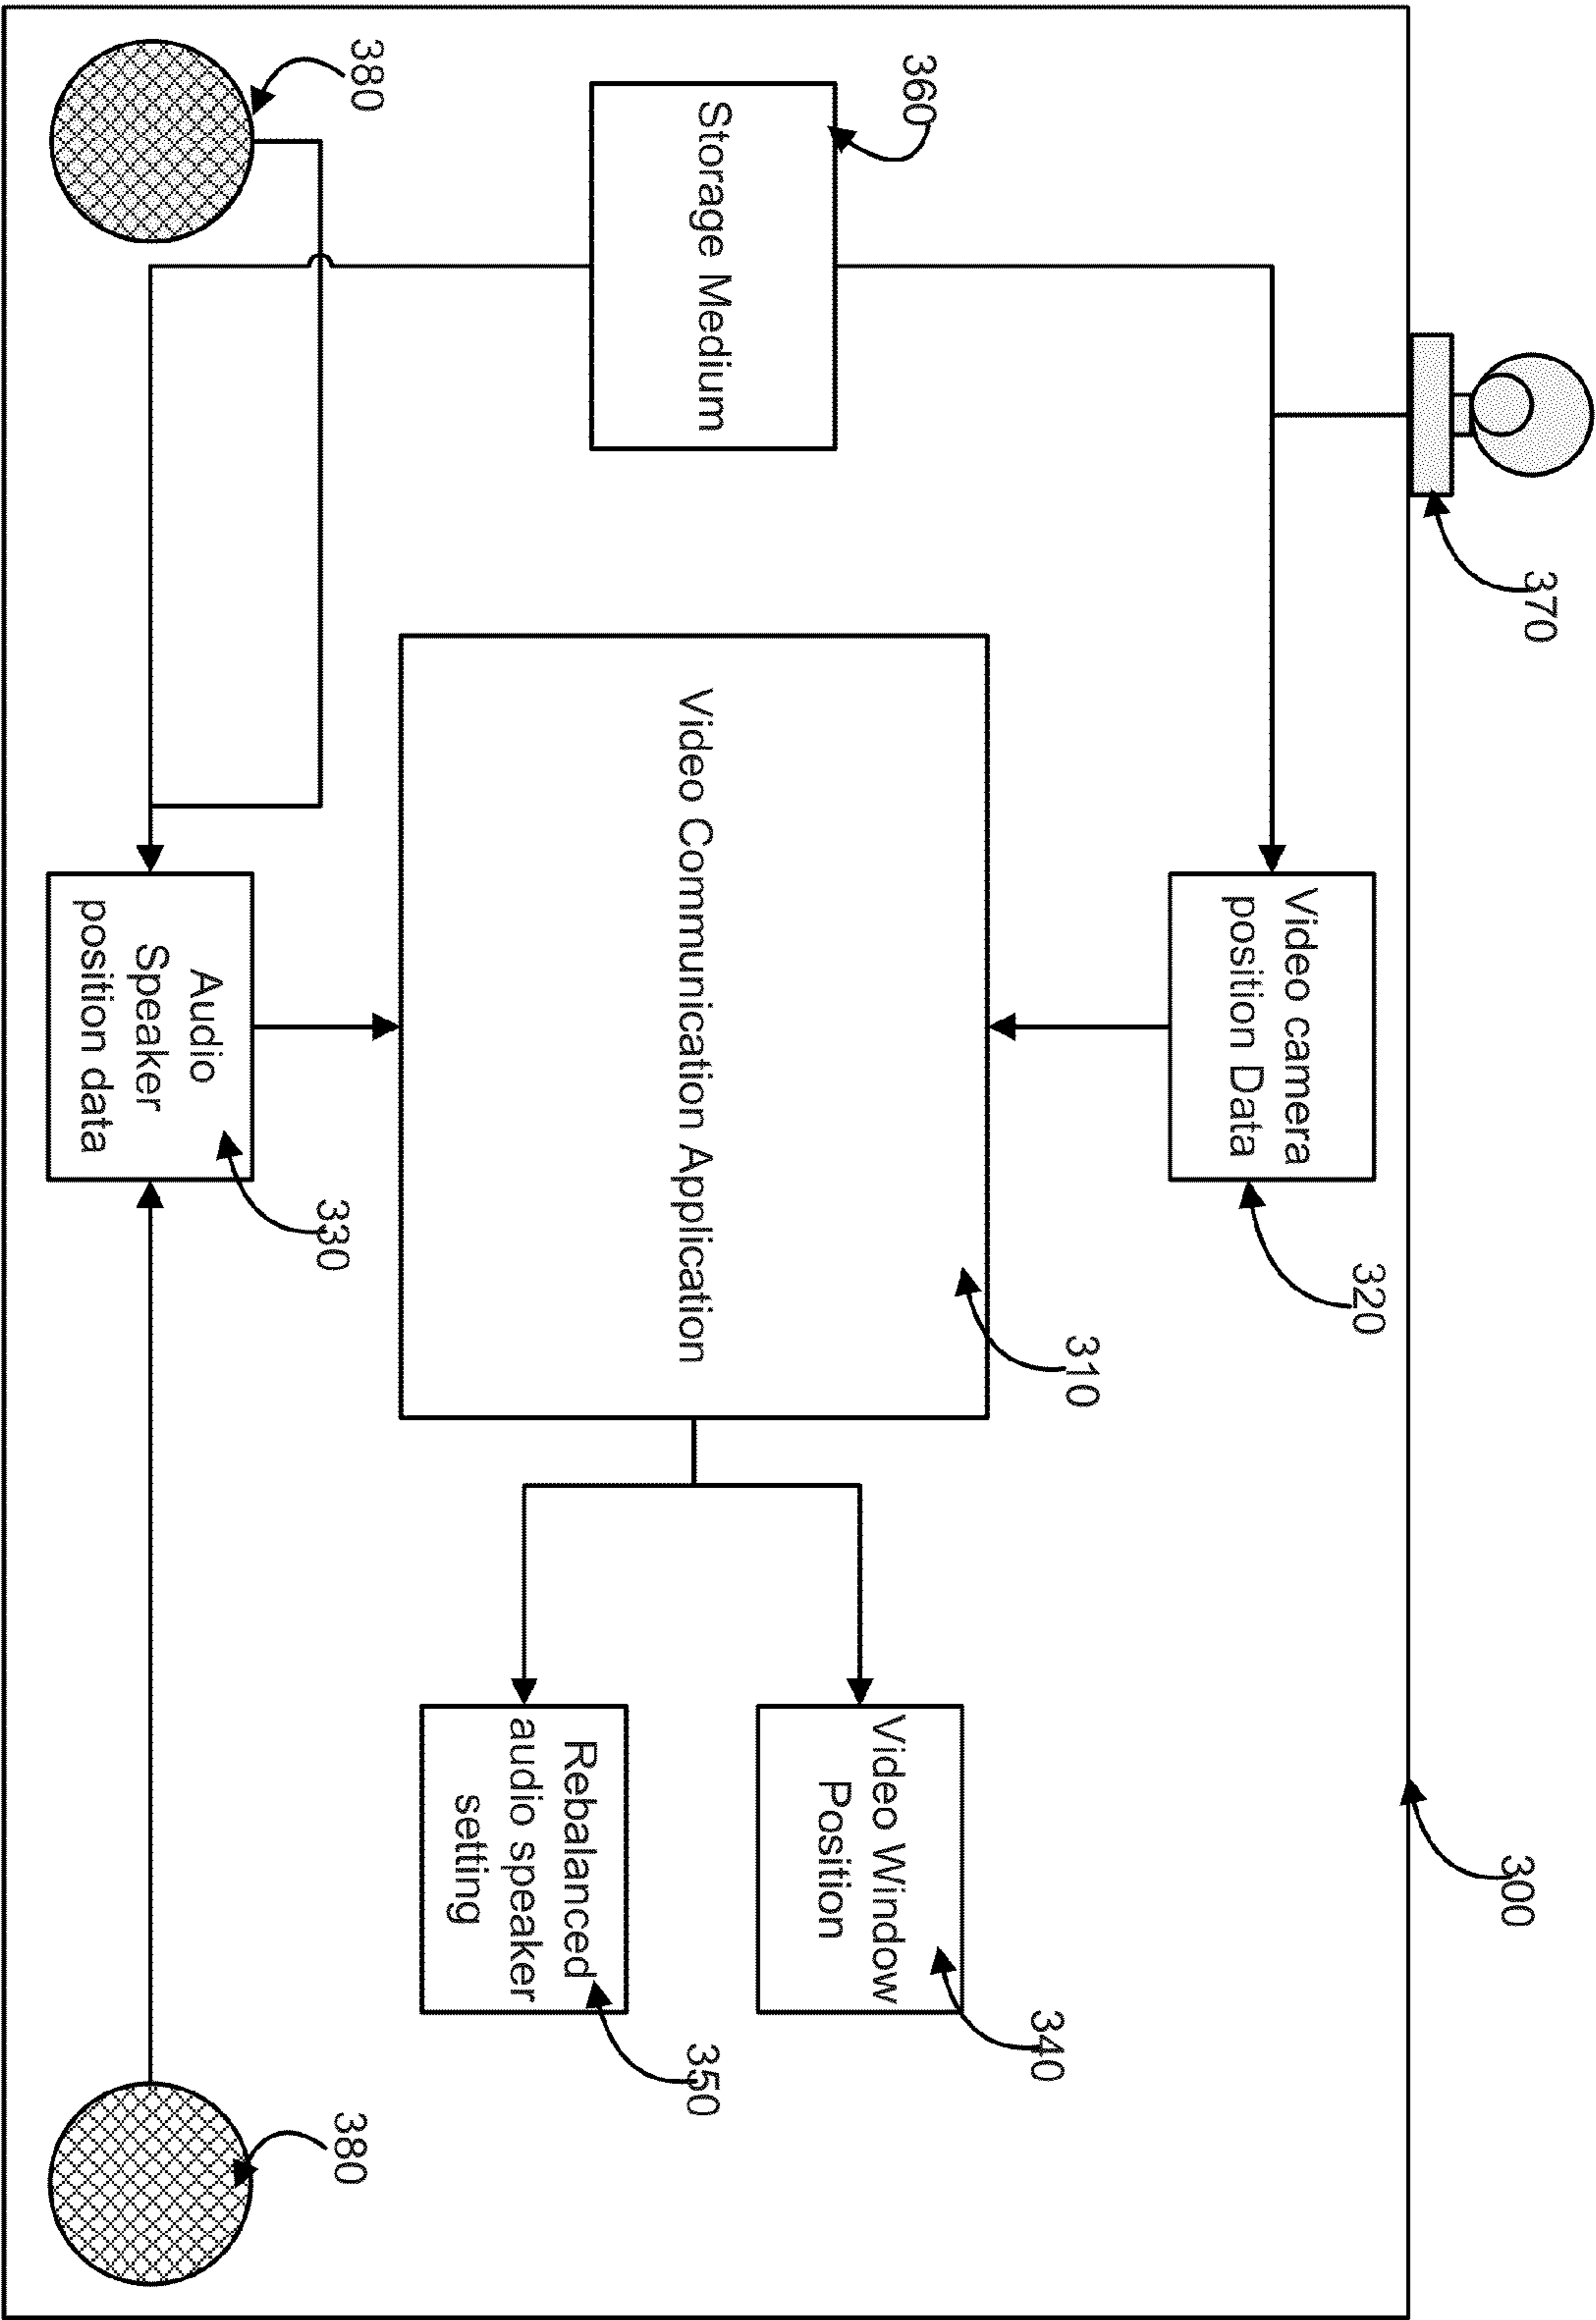 370
300
320
Video camera
position Data
360
Storage Medium
310
Video Communication Application
340
Video Window
Position
350
Rebalanced
audio speaker
setting
380
330
Audio
Speaker
position data
380